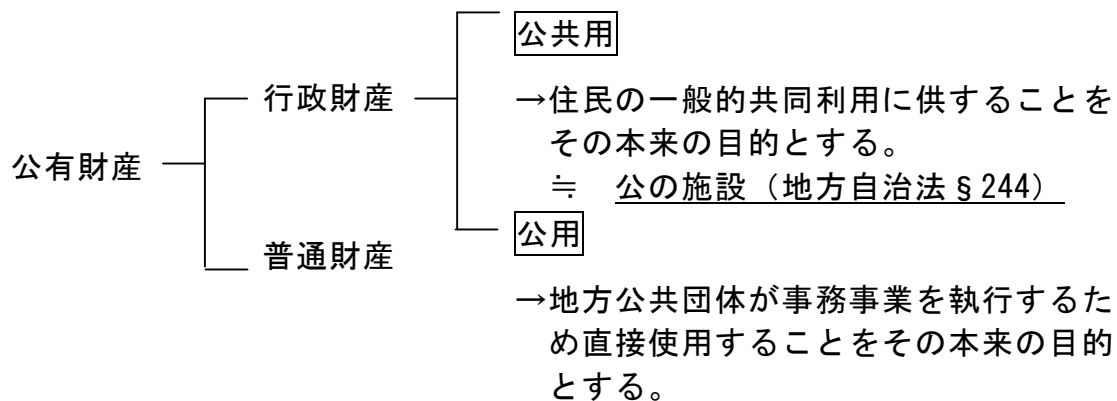 公有財産
行政財産
公共用
→住民の一般的共同利用に供することを
その本来の目的とする。
≒ 公の施設(地方自治法§244)
公用
→地方公共団体が事務事業を執行するた
め直接使用することをその本来の目的
とする。
普通財産